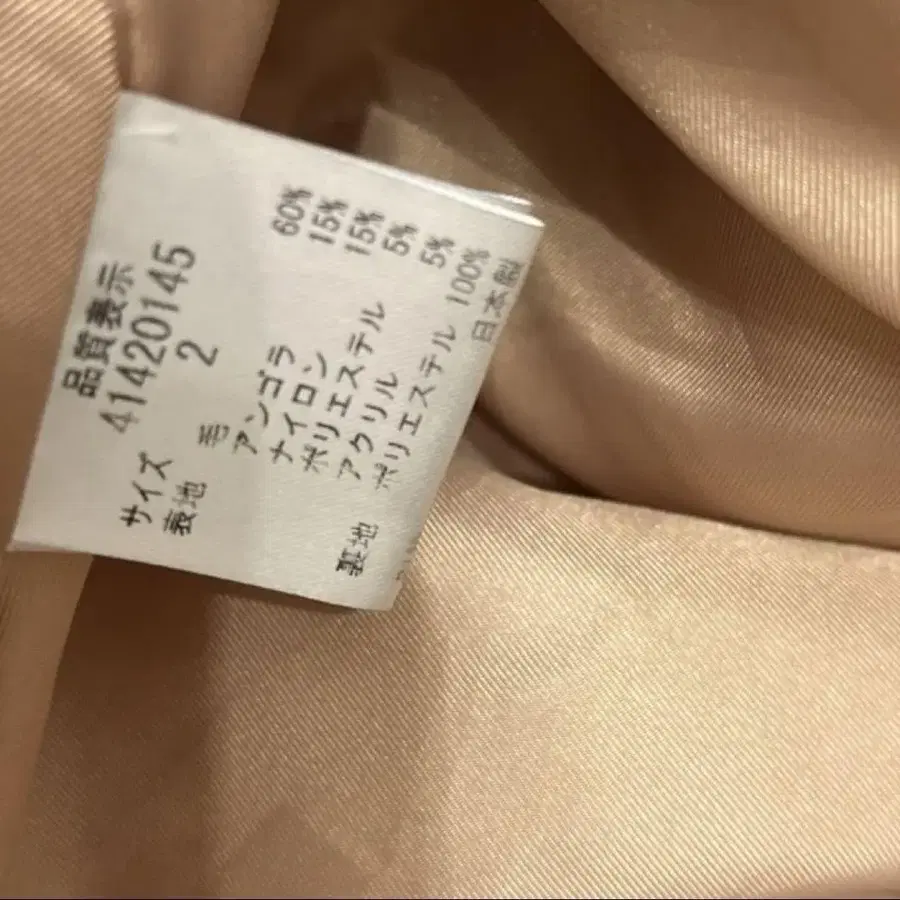 品質表示
41420145
サイズ 2
表地 毛 60%
アンゴラ 15%
ナイロン 15%
ポリエステル 5%
アクリル 5%
裏地 ポリエステル 100%
日本製